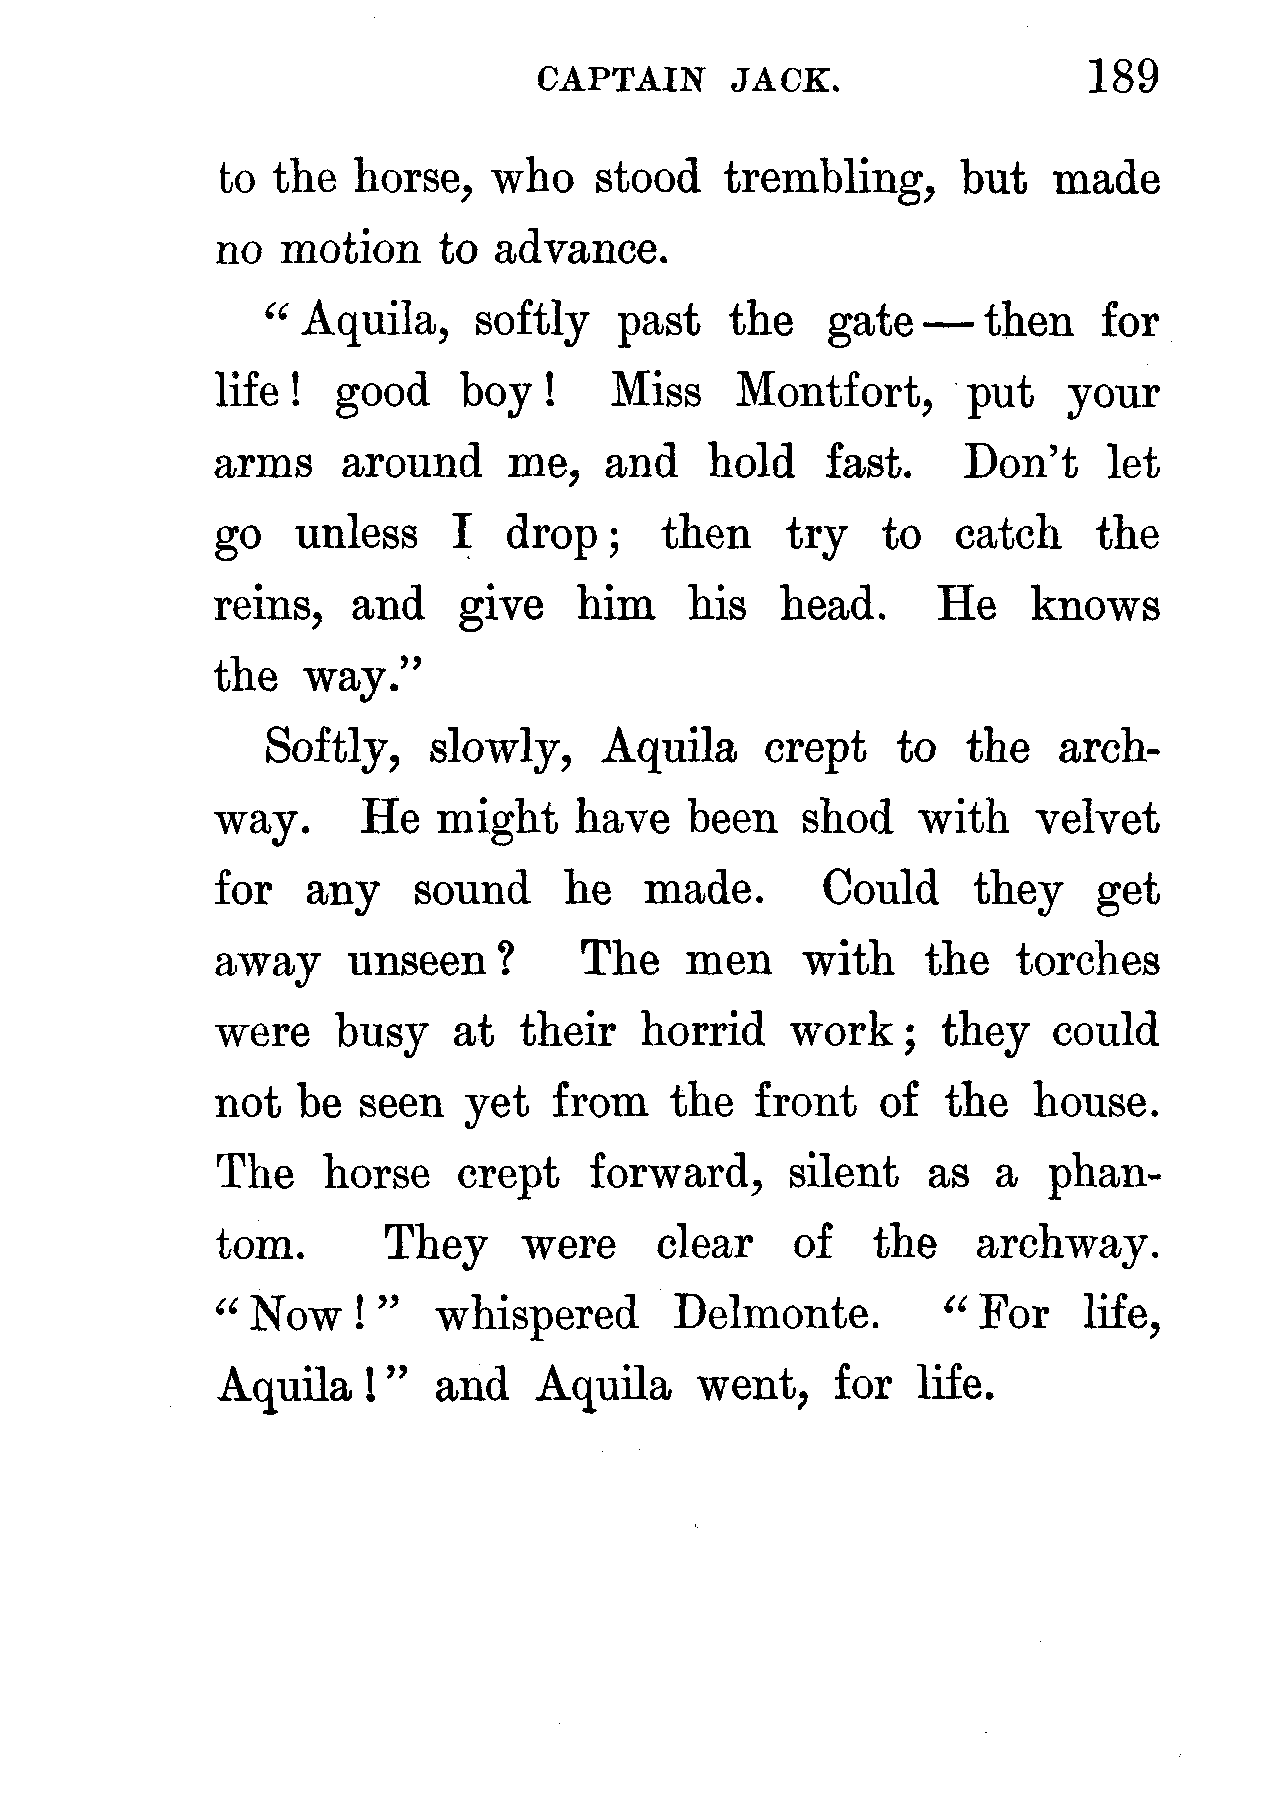 CAPTAIN JACK. 189
to the horse, who stood trembling, but made
no motion to advance.
“ Aquila, softly past the gate — then for
life ! good boy ! Miss Montfort, put your
arms around me, and hold fast. Don’t let
go unless I drop ; then try to catch the
reins, and give him his head. He knows
the way.”
Softly, slowly, Aquila crept to the arch-
way. He might have been shod with velvet
for any sound he made. Could they get
away unseen ? The men with the torches
were busy at their horrid work ; they could
not be seen yet from the front of the house.
The horse crept forward, silent as a phan-
tom. They were clear of the archway.
“ Now ! ” whispered Delmonte. “ For life,
Aquila ! ” and Aquila went, for life.